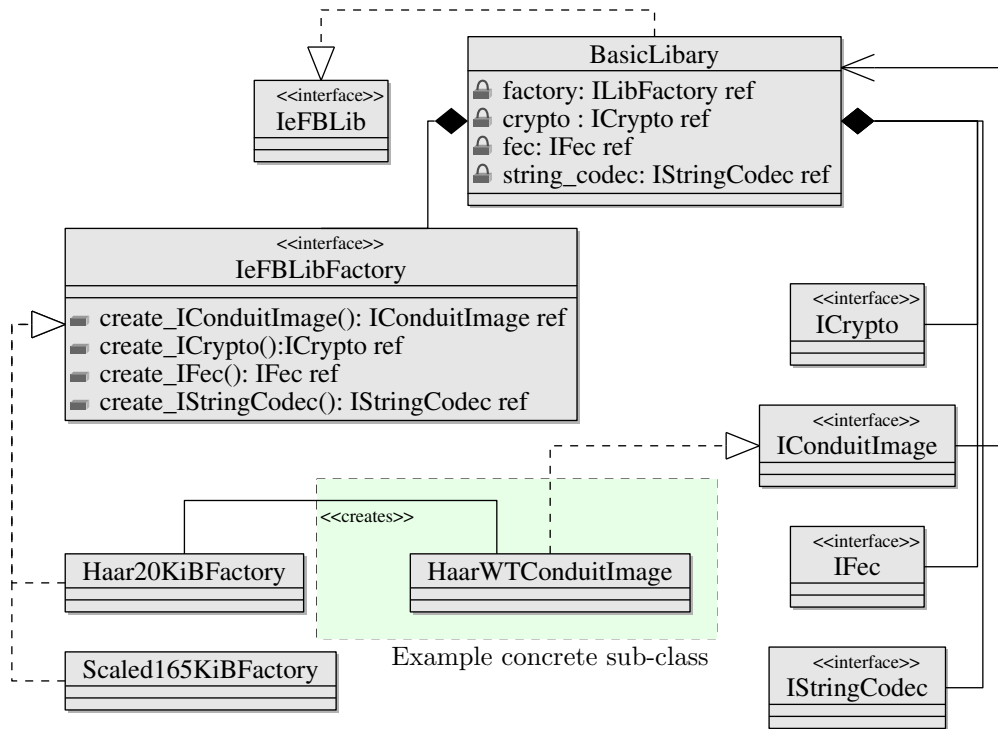 BasicLibary
factory: ILibFactory ref
crypto : ICrypto ref
fec: IFec ref
string_codec: IStringCodec ref
<<interface>>
IeFBLib
<<interface>>
IeFBLibFactory
create_IConduitImage(): IConduitImage ref
create_ICrypto():ICrypto ref
create_IFec(): IFec ref
create_IStringCodec(): IStringCodec ref
<<interface>>
ICrypto
<<interface>>
IConduitImage
<<creates>>
Haar20KiBFactory
HaarWTConduitImage
<<interface>>
IFec
Example concrete sub-class
Scaled165KiBFactory
<<interface>>
IStringCodec